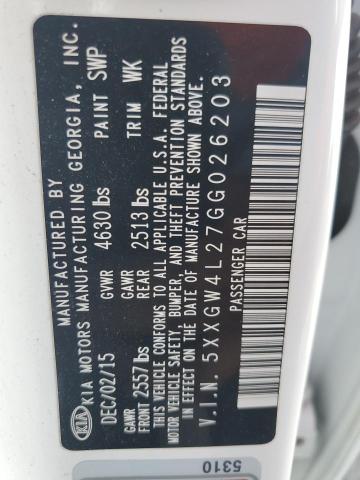 MANUFACTURED BY
KIA KIA MOTORS MANUFACTURING GEORGIA, INC.
DEC/02/15 GVWR 4630 lbs PAINT SWP
GAWR FRONT 2557 lbs GAWR REAR 2513 lbs TRIM WK
THIS VEHICLE CONFORMS TO ALL APPLICABLE U.S.A. FEDERAL
MOTOR VEHICLE SAFETY, BUMPER, AND THEFT PREVENTION STANDARDS
IN EFFECT ON THE DATE OF MANUFACTURE SHOWN ABOVE.
V.I.N. 5XXGW4L27GG026203
PASSENGER CAR
5310